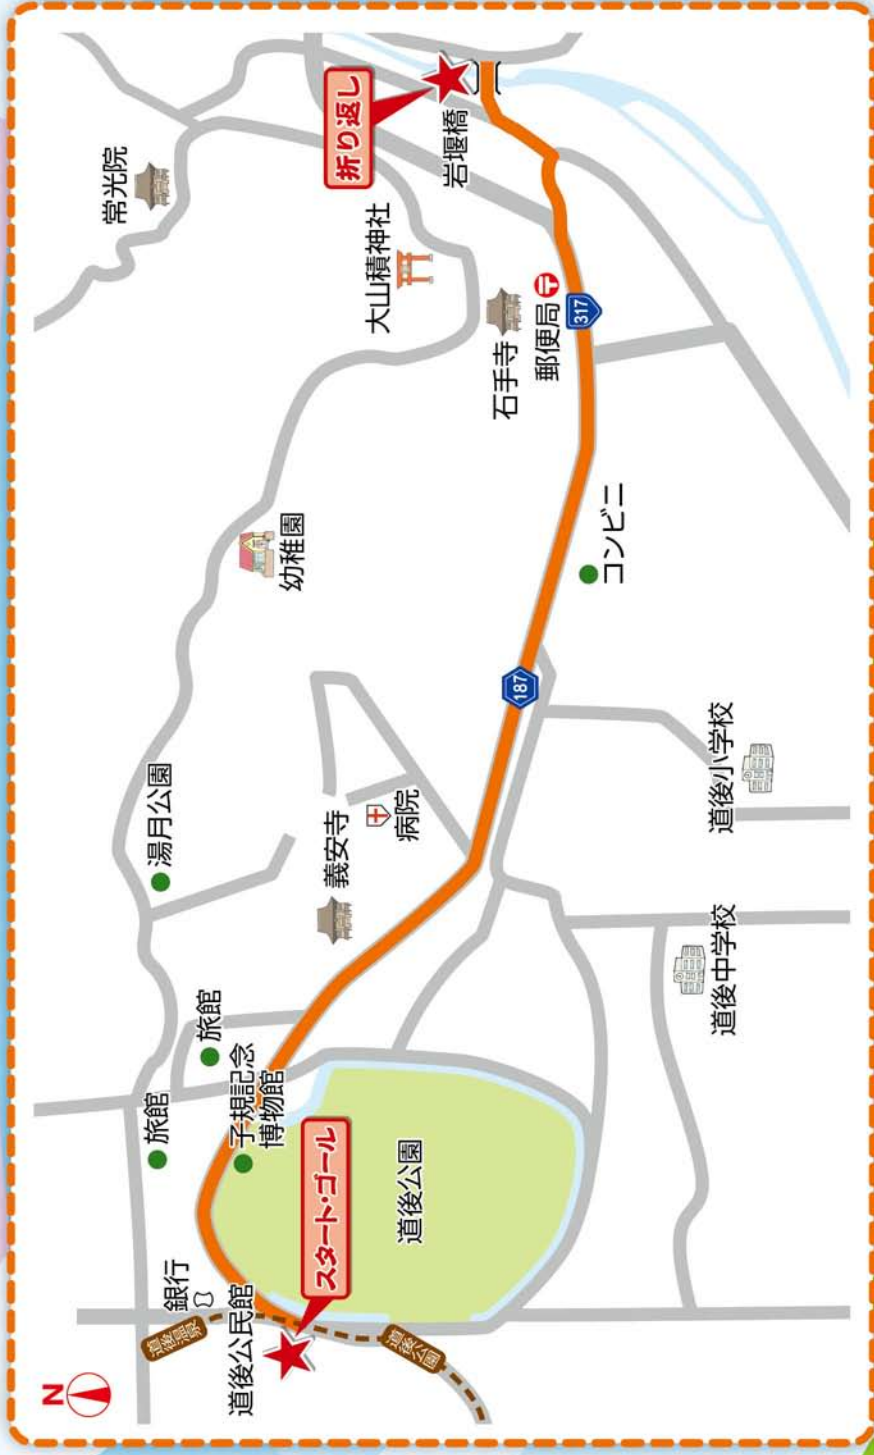 N
常光院
折り返し
岩堰橋
大山積神社
石手寺
郵便局
317
幼稚園
コンビニ
187
湯月公園
義安寺
病院
道後小学校
道後中学校
旅館
旅館
子規記念
博物館
スタート・ゴール
道後公園
銀行
道後公民館
道後温泉
道後公園